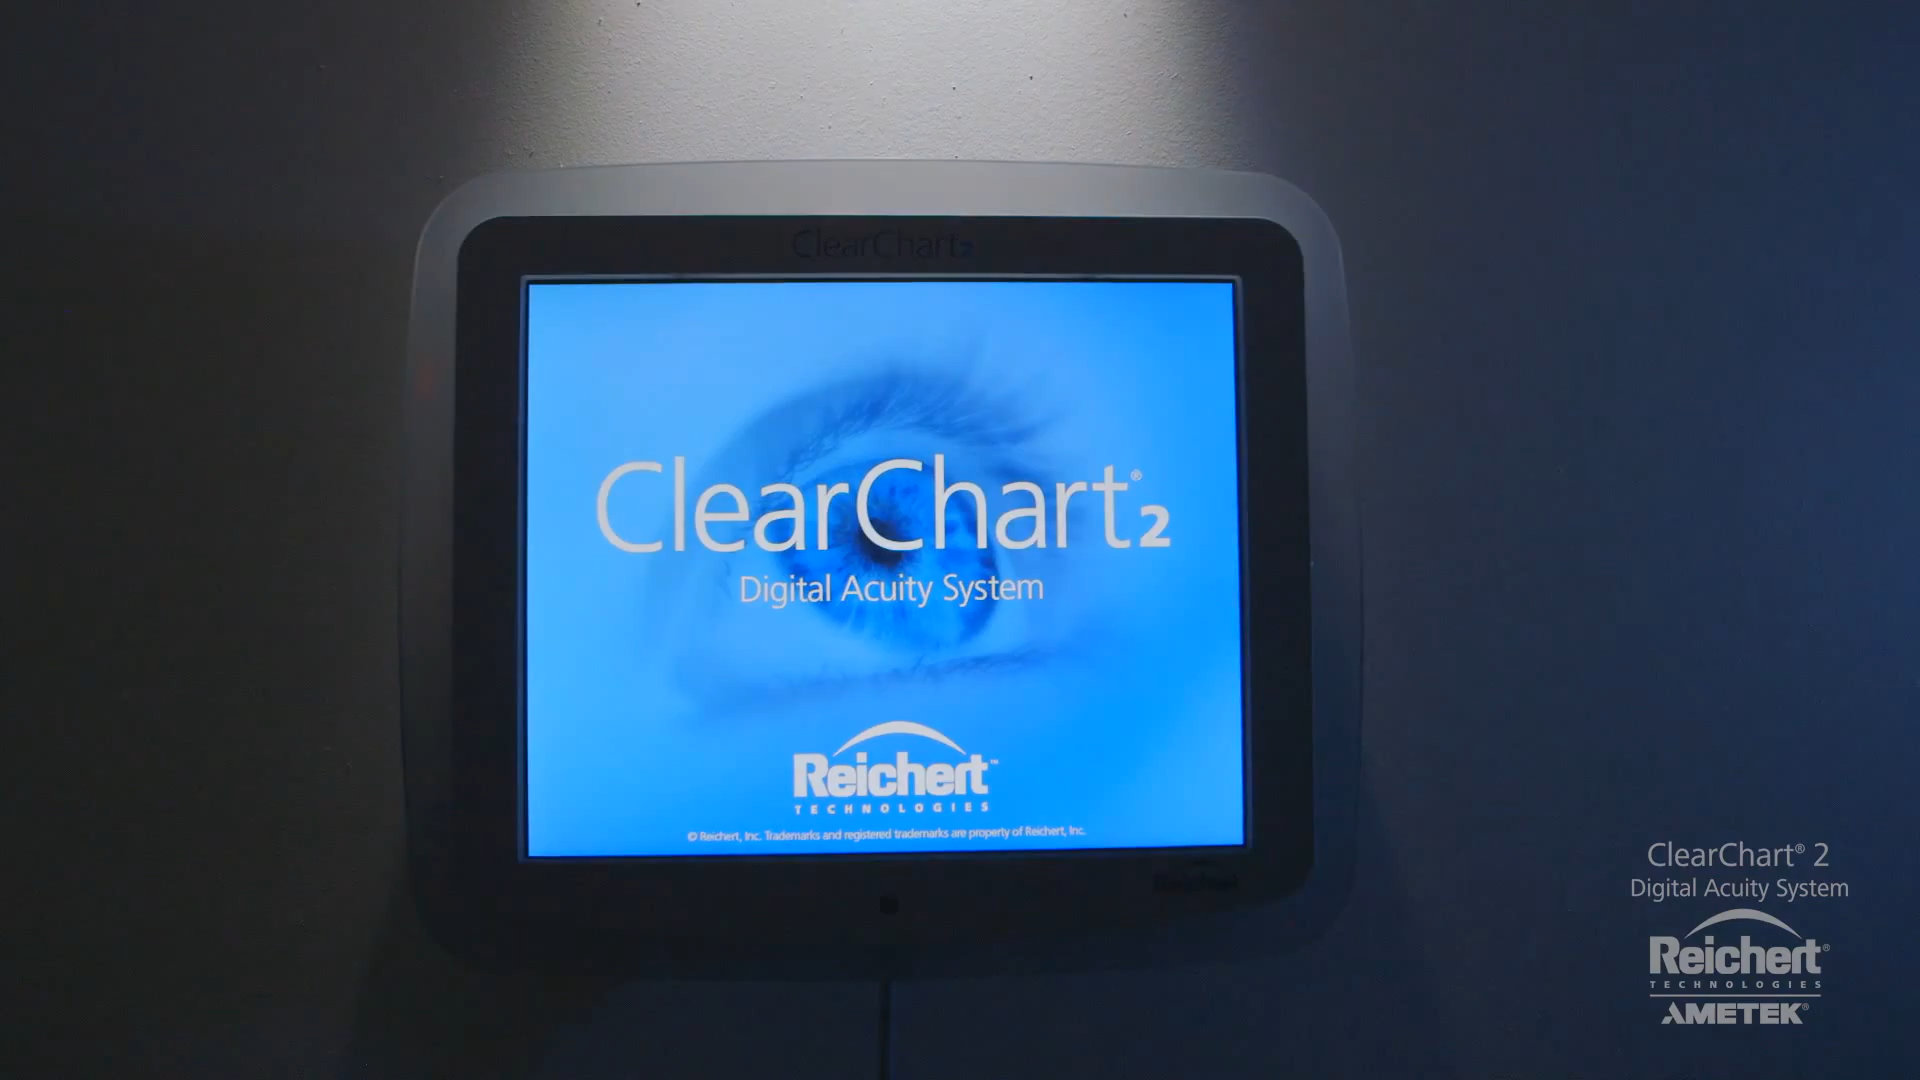 ClearChart2
ClearChart®2
Digital Acuity System
Reichert™
TECHNOLOGIES
© Reichert, Inc. Trademarks and registered trademarks are property of Reichert, Inc.
Reichert
ClearChart® 2
Digital Acuity System
Reichert®
TECHNOLOGIES
AMETEK®